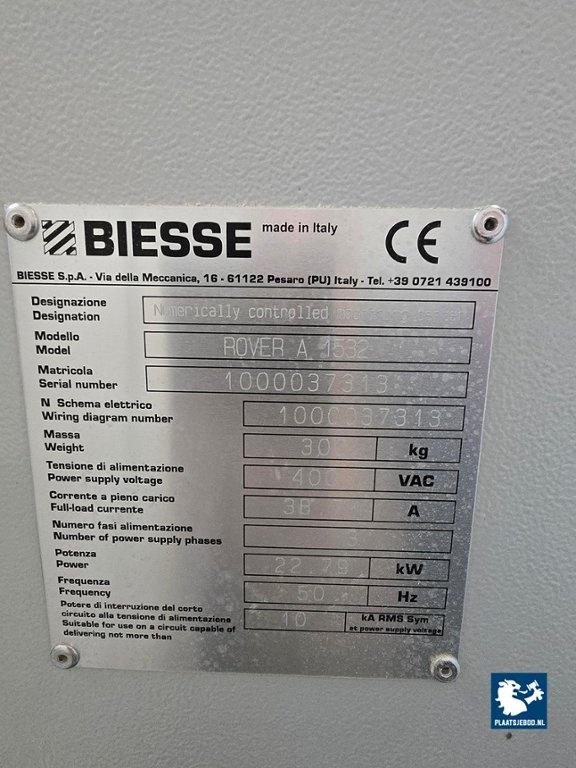 BIESSE made in Italy CE
BIESSE S.p.A. - Via della Meccanica, 16 - 61122 Pesaro (PU) Italy - Tel. +39 0721 439100
Designazione
Designation Numerically controlled
Modello
Model ROVER A 1532
Matricola
Serial number 1000037313
N Schema elettrico
Wiring diagram number 1000037313
Massa
Weight 30 kg
Tensione di alimentazione
Power supply voltage 400 VAC
Corrente a pieno carico
Full-load current A
Numero fasi alimentazione
Number of power supply phases 3
Potenza
Power 22.79 kW
Frequenza
Frequency 50 Hz
Potere di interruzione del corto
circuito alla tensione di alimentazione
Suitable for use on a circuit capable of
delivering not more than 10 kA RMS Sym
at power supply voltage
PLAATSJEBOD.NL